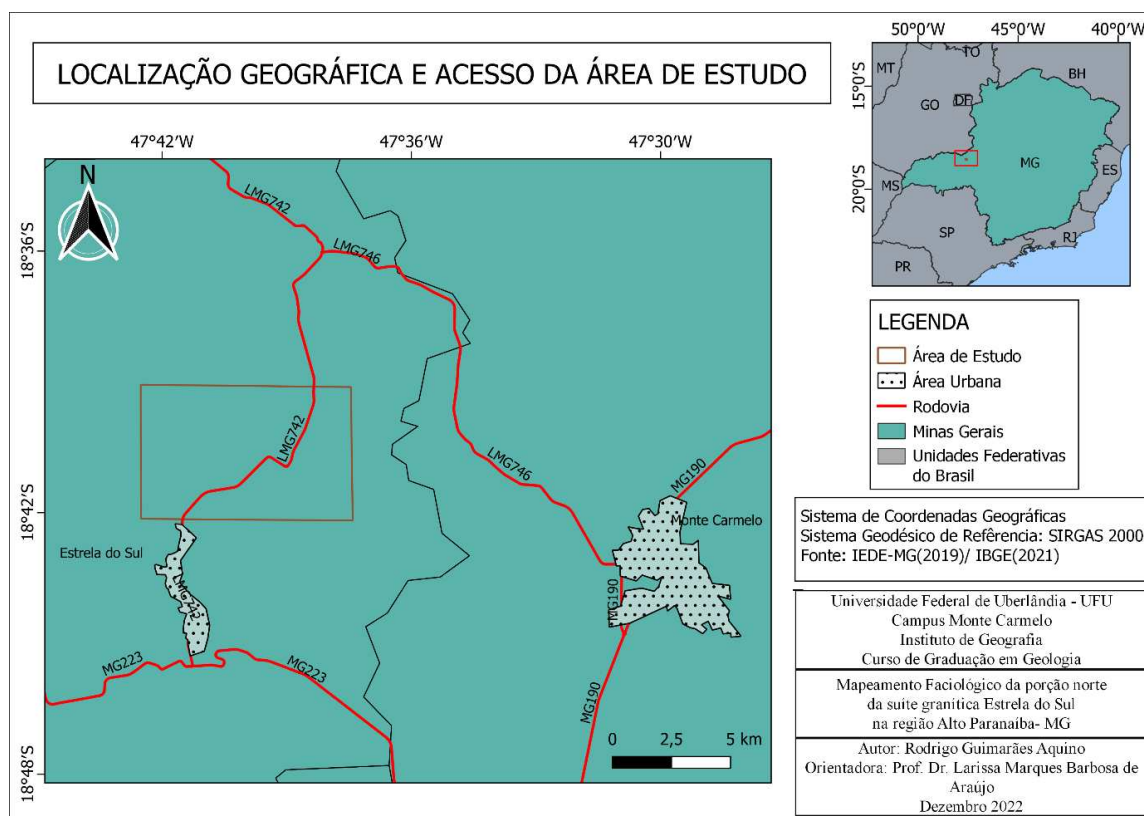 LOCALIZAÇÃO GEOGRÁFICA E ACESSO DA ÁREA DE ESTUDO
47°42'W
47°36'W
47°30'W
18°36'S
18°42'S
18°48'S
N
LMG742
LMG746
LMG742
LMG746
MG190
Monte Carmelo
MG190
MG190
Estrela do Sul
LMG742
MG223
MG223
0 2,5 5 km
50°0'W
45°0'W
40°0'W
15°0'S
20°0'S
MT
TO
BH
GO
DF
MG
ES
MS
SP
RJ
PR
LEGENDA
Área de Estudo
Área Urbana
Rodovia
Minas Gerais
Unidades Federativas
do Brasil
Sistema de Coordenadas Geográficas
Sistema Geodésico de Refêrencia: SIRGAS 2000
Fonte: IEDE-MG(2019)/ IBGE(2021)
Universidade Federal de Uberlândia - UFU
Campus Monte Carmelo
Instituto de Geografia
Curso de Graduação em Geologia
Mapeamento Faciológico da porção norte
da suíte granítica Estrela do Sul
na região Alto Paranaíba- MG
Autor: Rodrigo Guimarães Aquino
Orientadora: Prof. Dr. Larissa Marques Barbosa de
Araújo
Dezembro 2022